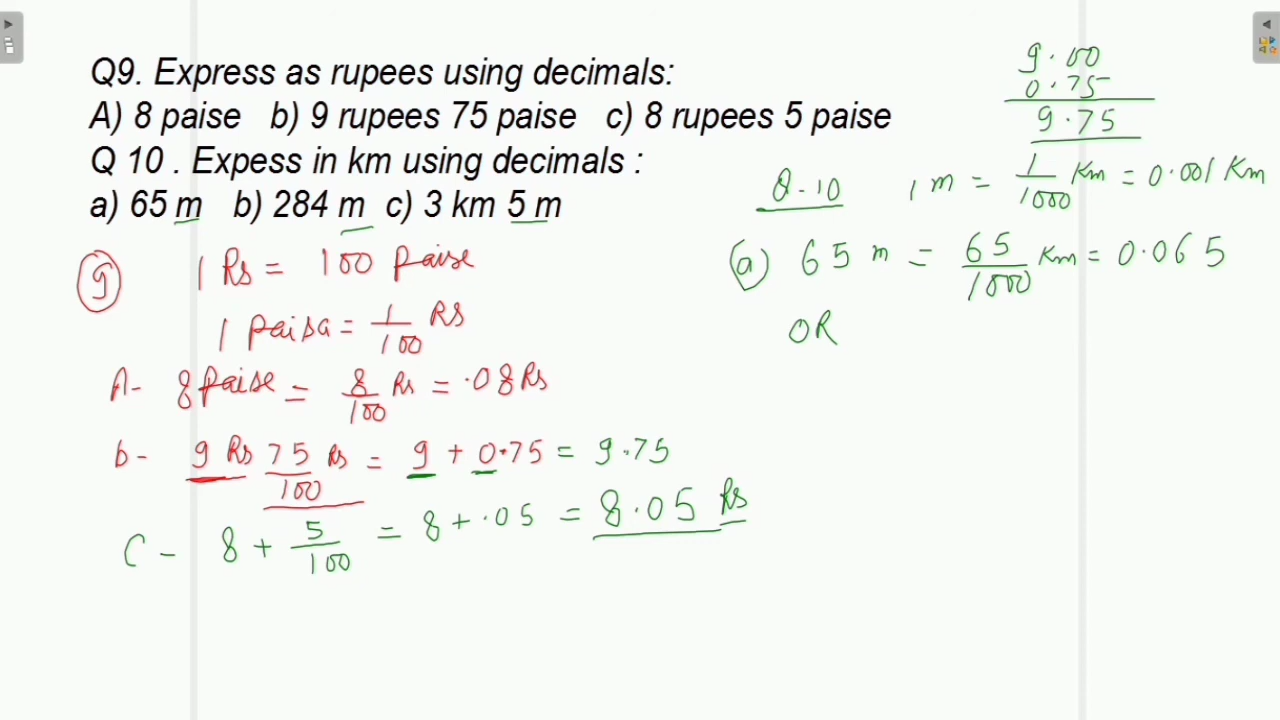 Q9. Express as rupees using decimals:
A) 8 paise b) 9 rupees 75 paise c) 8 rupees 5 paise
Q 10 . Expess in km using decimals :
a) 65 m b) 284 m c) 3 km 5 m
9 1 Rs = 100 paise
1 paisa = 1/100 RS
A- 8 paise = 8/100 Rs = .08 Rs
b- 9 Rs 75/100 Rs = 9 + 0.75 = 9.75
C- 8 + 5/100 = 8 + .05 = 8.05 Rs
9.00
0.75
9.75
Q-10 1 m = 1/1000 Km = 0.001 Km
(a) 65 m = 65/1000 Km = 0.065
OR